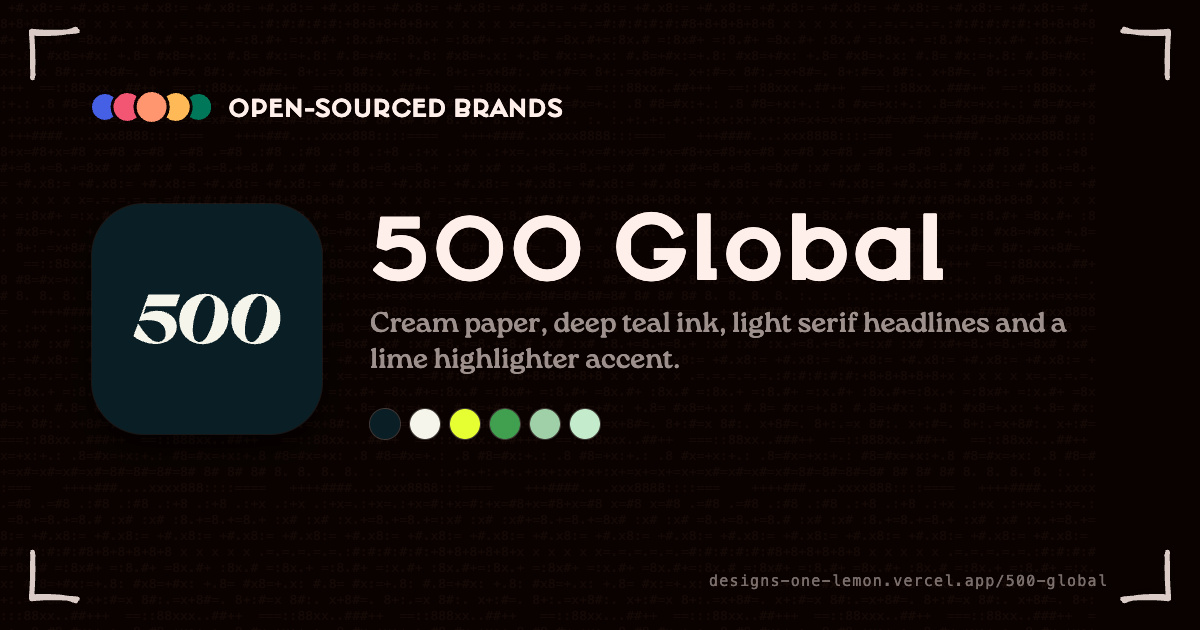 OPEN-SOURCED BRANDS
500
500 Global
Cream paper, deep teal ink, light serif headlines and a
lime highlighter accent.
designs-one-lemon.vercel.app/500-global